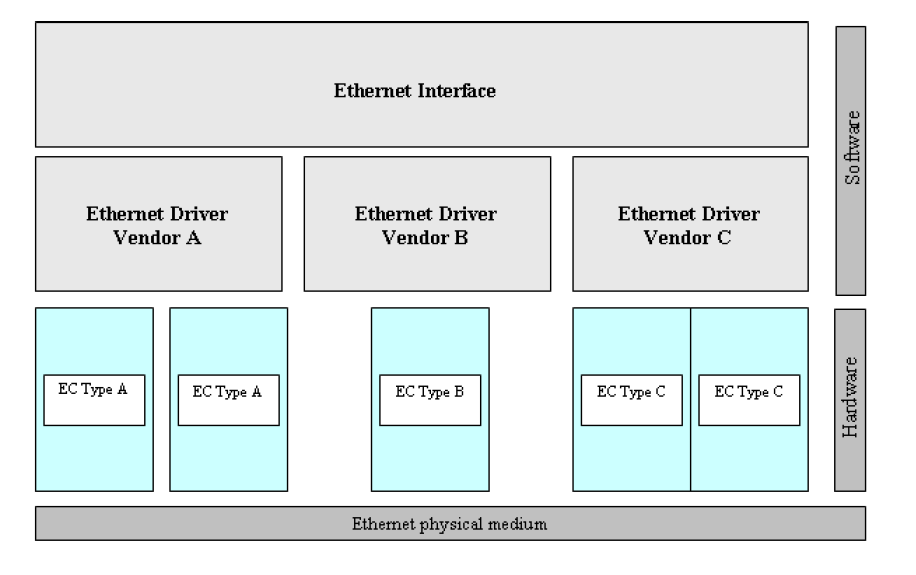 Ethernet Interface
Software
Ethernet Driver
Vendor A
Ethernet Driver
Vendor B
Ethernet Driver
Vendor C
EC Type A
EC Type A
EC Type B
EC Type C
EC Type C
Hardware
Ethernet physical medium